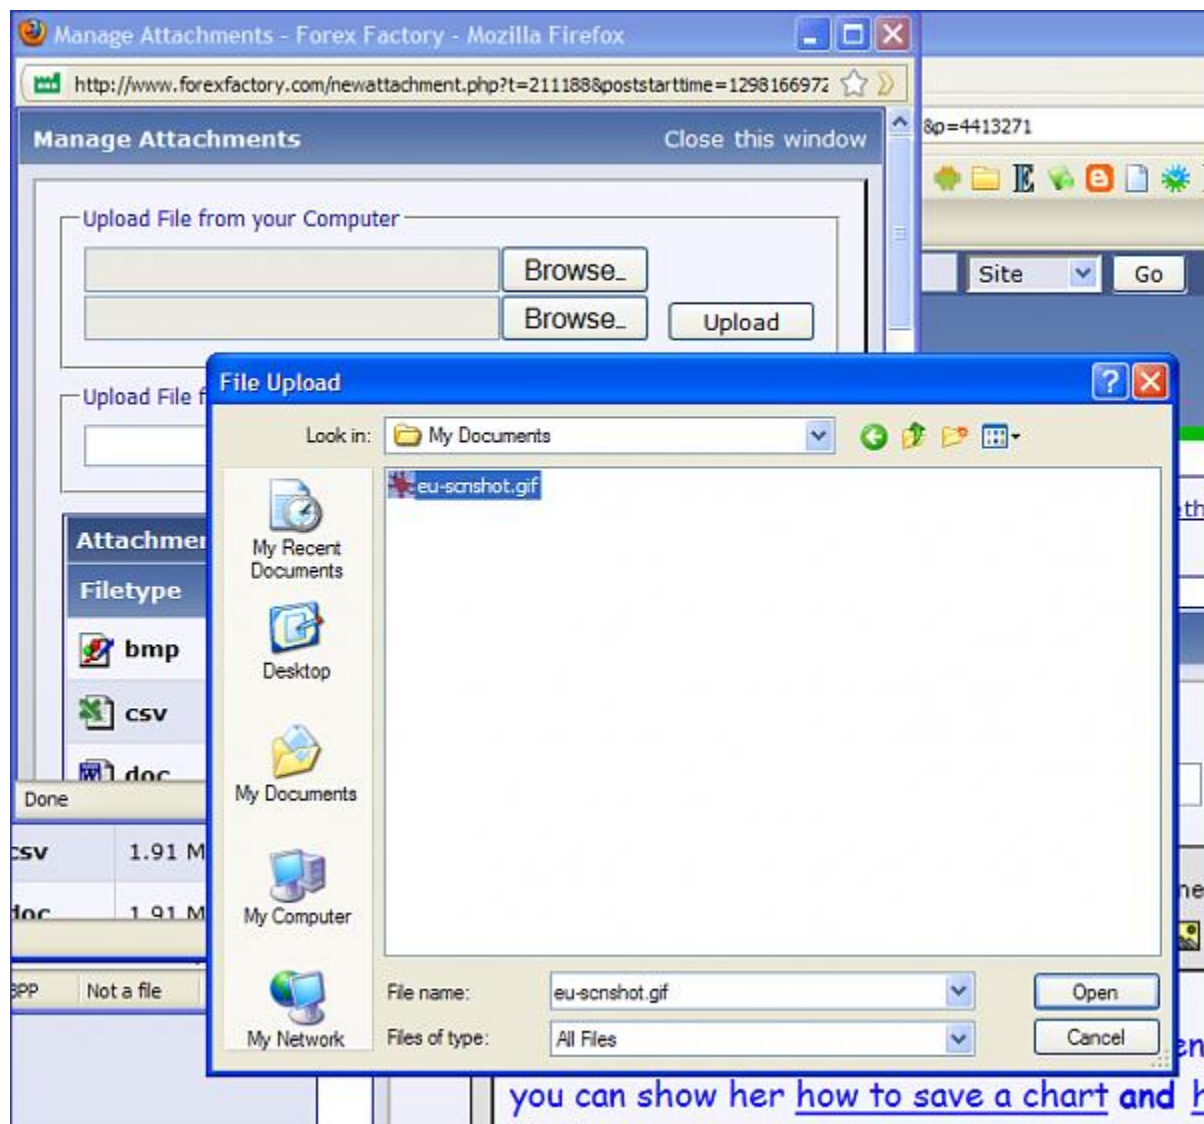 Manage Attachments - Forex Factory - Mozilla Firefox
http://www.forexfactory.com/newattachment.php?t=211188&poststarttime=1298166972
&p=4413271
Manage Attachments
Close this window
Upload File from your Computer
Browse...
Site
Go
Browse...
Upload
File Upload
Upload File f
Look in:
My Documents
eu-scnshot.gif
Attachmen
My Recent
Documents
Filetype
bmp
Desktop
csv
doc
My Documents
Done
csv
1.91 M
My Computer
doc
1.91 M
File name:
eu-scnshot.gif
Open
BPP
Not a file
My Network
Files of type:
All Files
Cancel
you can show her how to save a chart and h